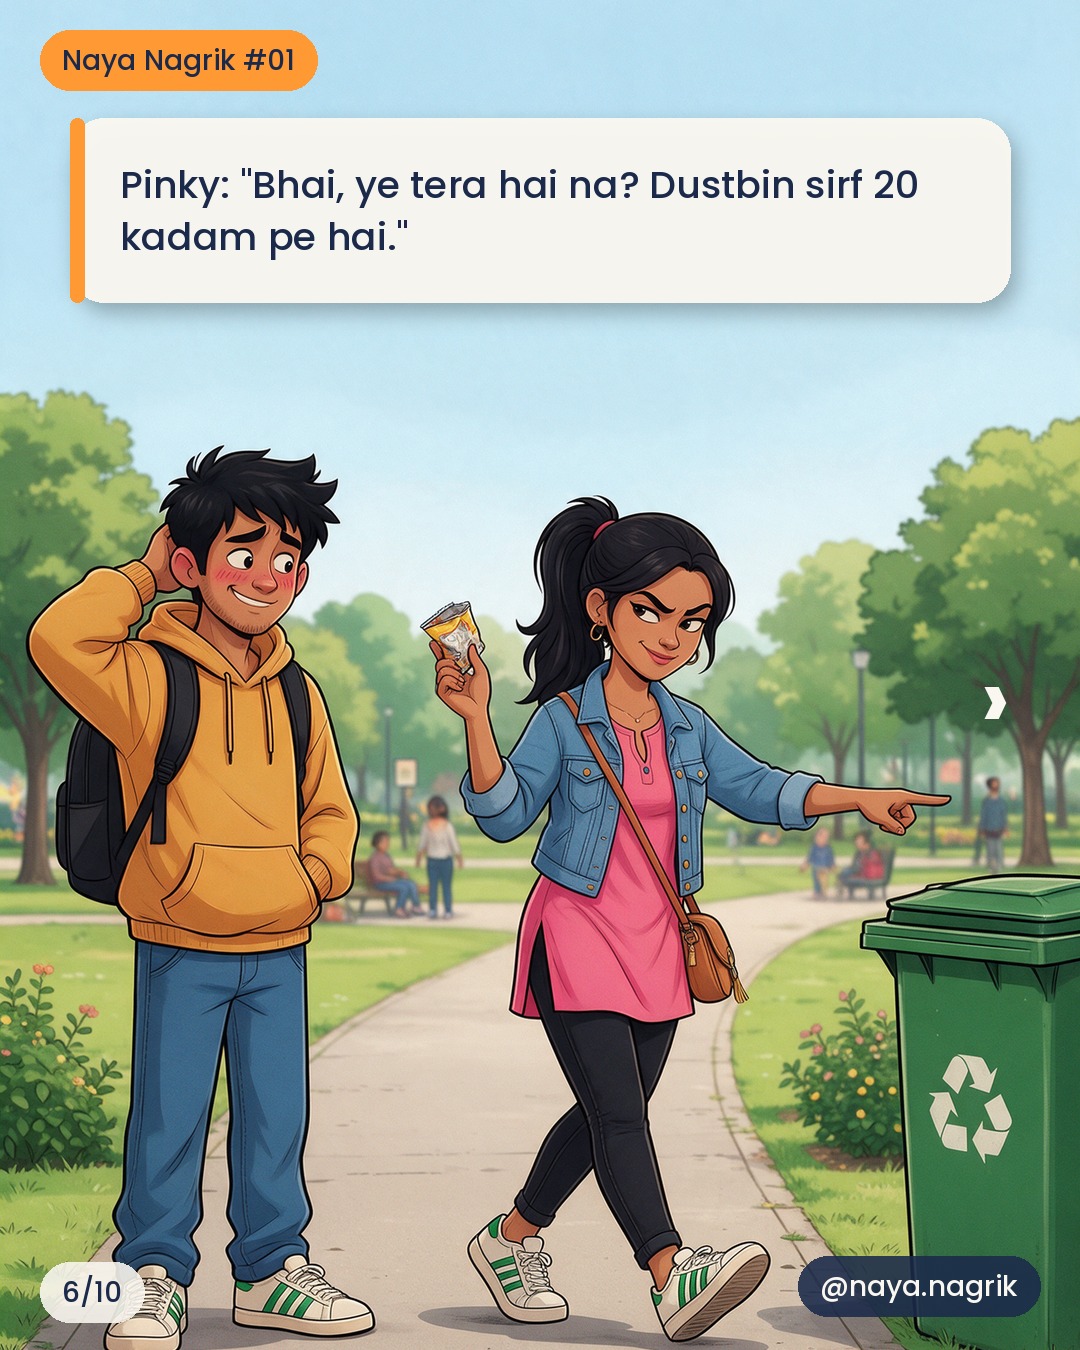 Naya Nagrik #01
Pinky: "Bhai, ye tera hai na? Dustbin sirf 20
kadam pe hai."
6/10
@naya.nagrik